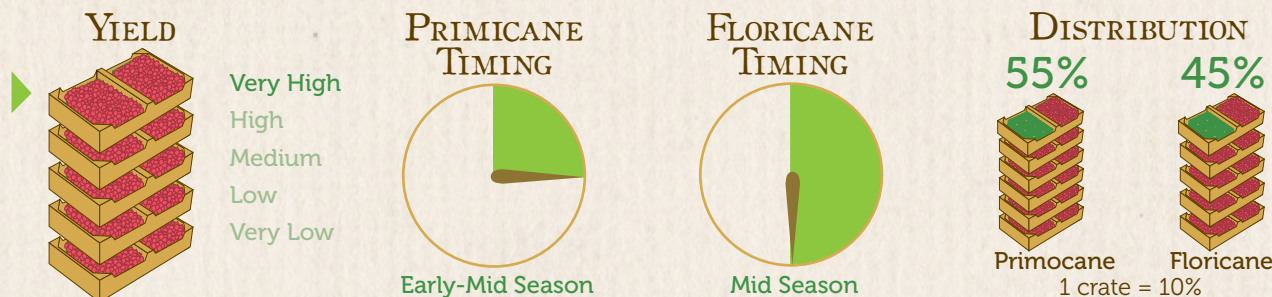 YIELD
Very High
High
Medium
Low
Very Low
PRIMICANE
TIMING
Early-Mid Season
FLORICANE
TIMING
Mid Season
DISTRIBUTION
55% 45%
Primocane Floricane
1 crate = 10%